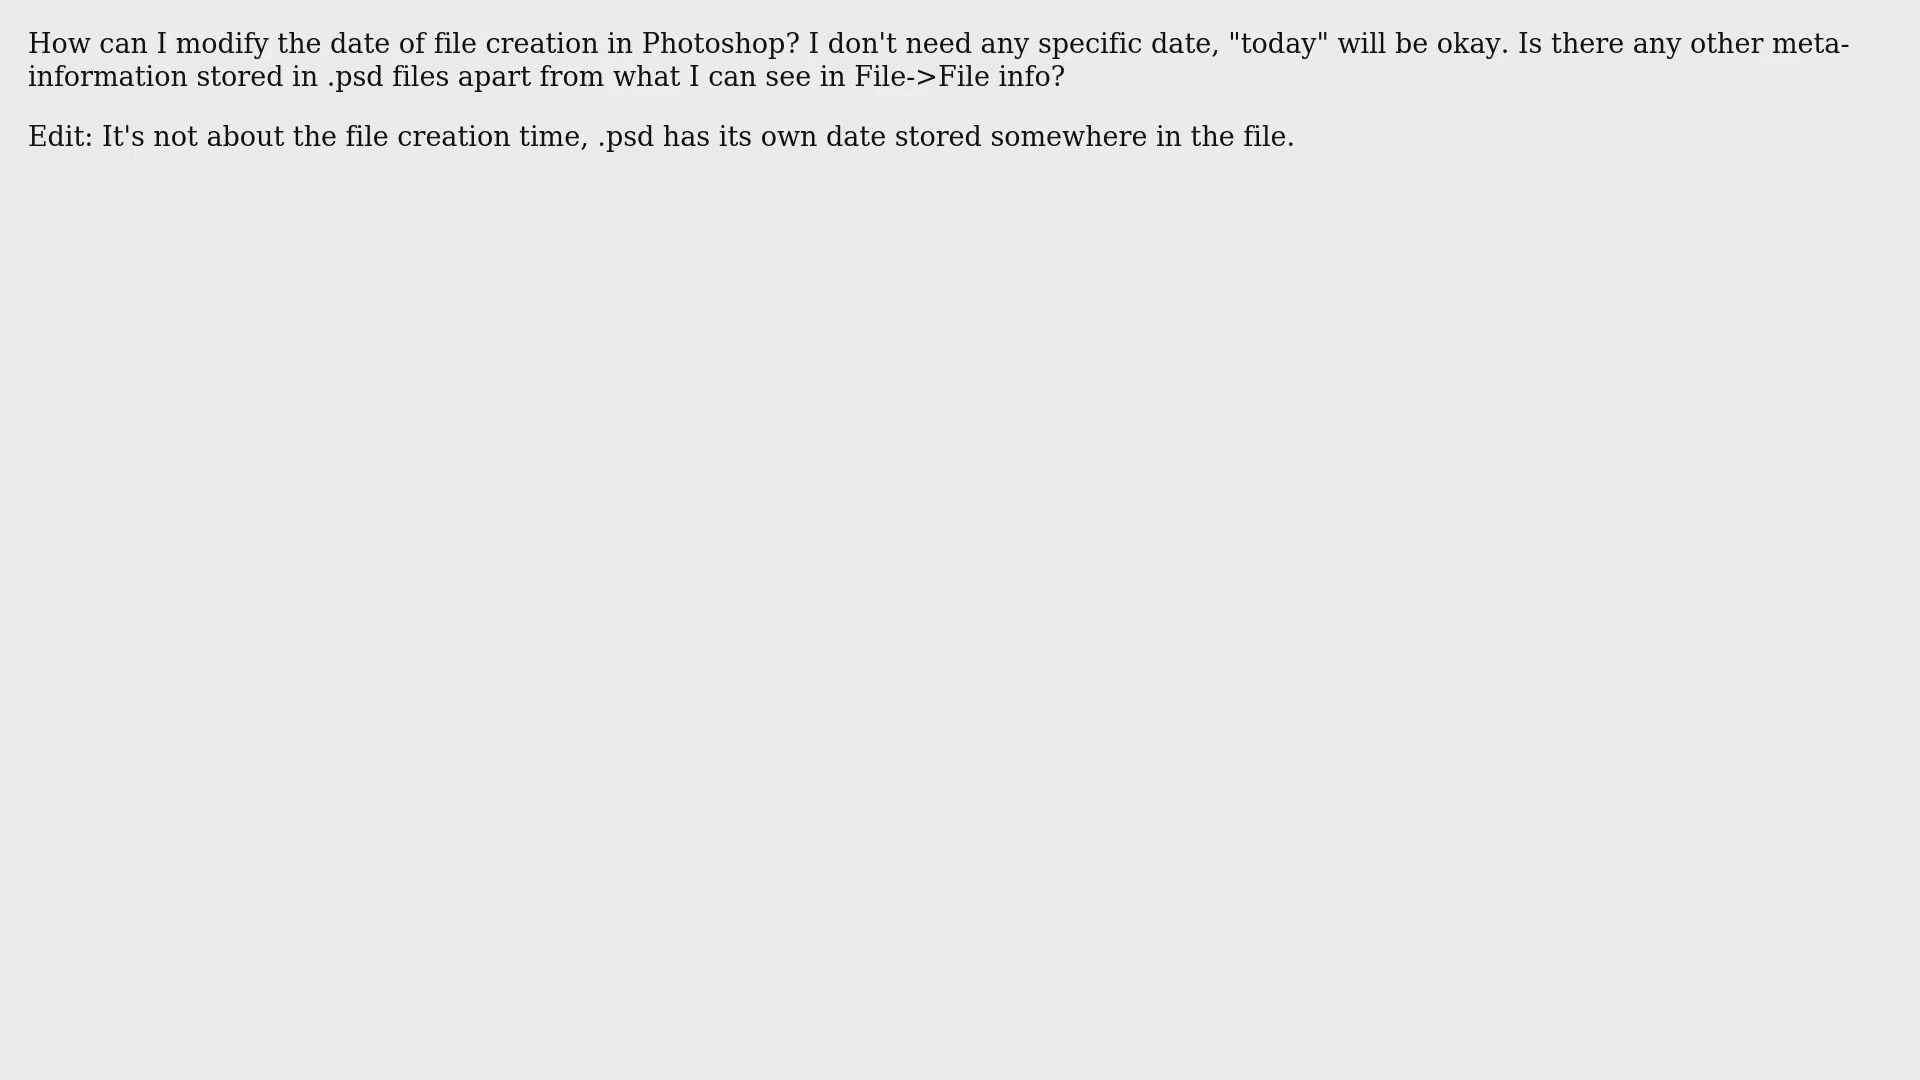 How can I modify the date of file creation in Photoshop? I don't need any specific date, "today" will be okay. Is there any other meta-
information stored in .psd files apart from what I can see in File->File info?
Edit: It's not about the file creation time, .psd has its own date stored somewhere in the file.